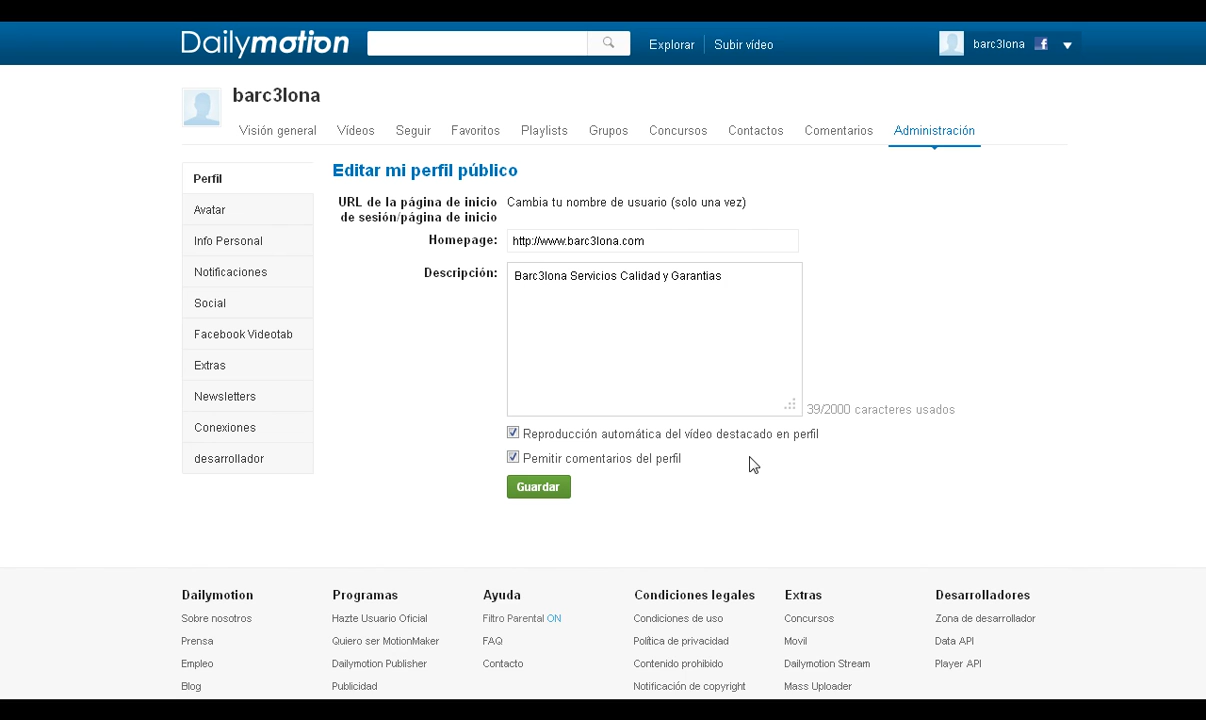 Dailymotion
Explorar
Subir vídeo
barc3lona
barc3lona
Visión general Vídeos Seguir Favoritos Playlists Grupos Concursos Contactos Comentarios Administración
Perfil
Avatar
Info Personal
Notificaciones
Social
Facebook Videotab
Extras
Newsletters
Conexiones
desarrollador
Editar mi perfil público
URL de la página de inicio
de sesión/página de inicio
Cambia tu nombre de usuario (solo una vez)
Homepage: http://www.barc3lona.com
Descripción: Barc3lona Servicios Calidad y Garantias
39/2000 caracteres usados
Reproducción automática del vídeo destacado en perfil
Permitir comentarios del perfil
Guardar
Dailymotion
Sobre nosotros
Prensa
Empleo
Blog
Programas
Hazte Usuario Oficial
Quiero ser MotionMaker
Dailymotion Publisher
Publicidad
Ayuda
Filtro Parental ON
FAQ
Contacto
Condiciones legales
Condiciones de uso
Política de privacidad
Contenido prohibido
Notificación de copyright
Extras
Concursos
Movil
Dailymotion Stream
Mass Uploader
Desarrolladores
Zona de desarrollador
Data API
Player API